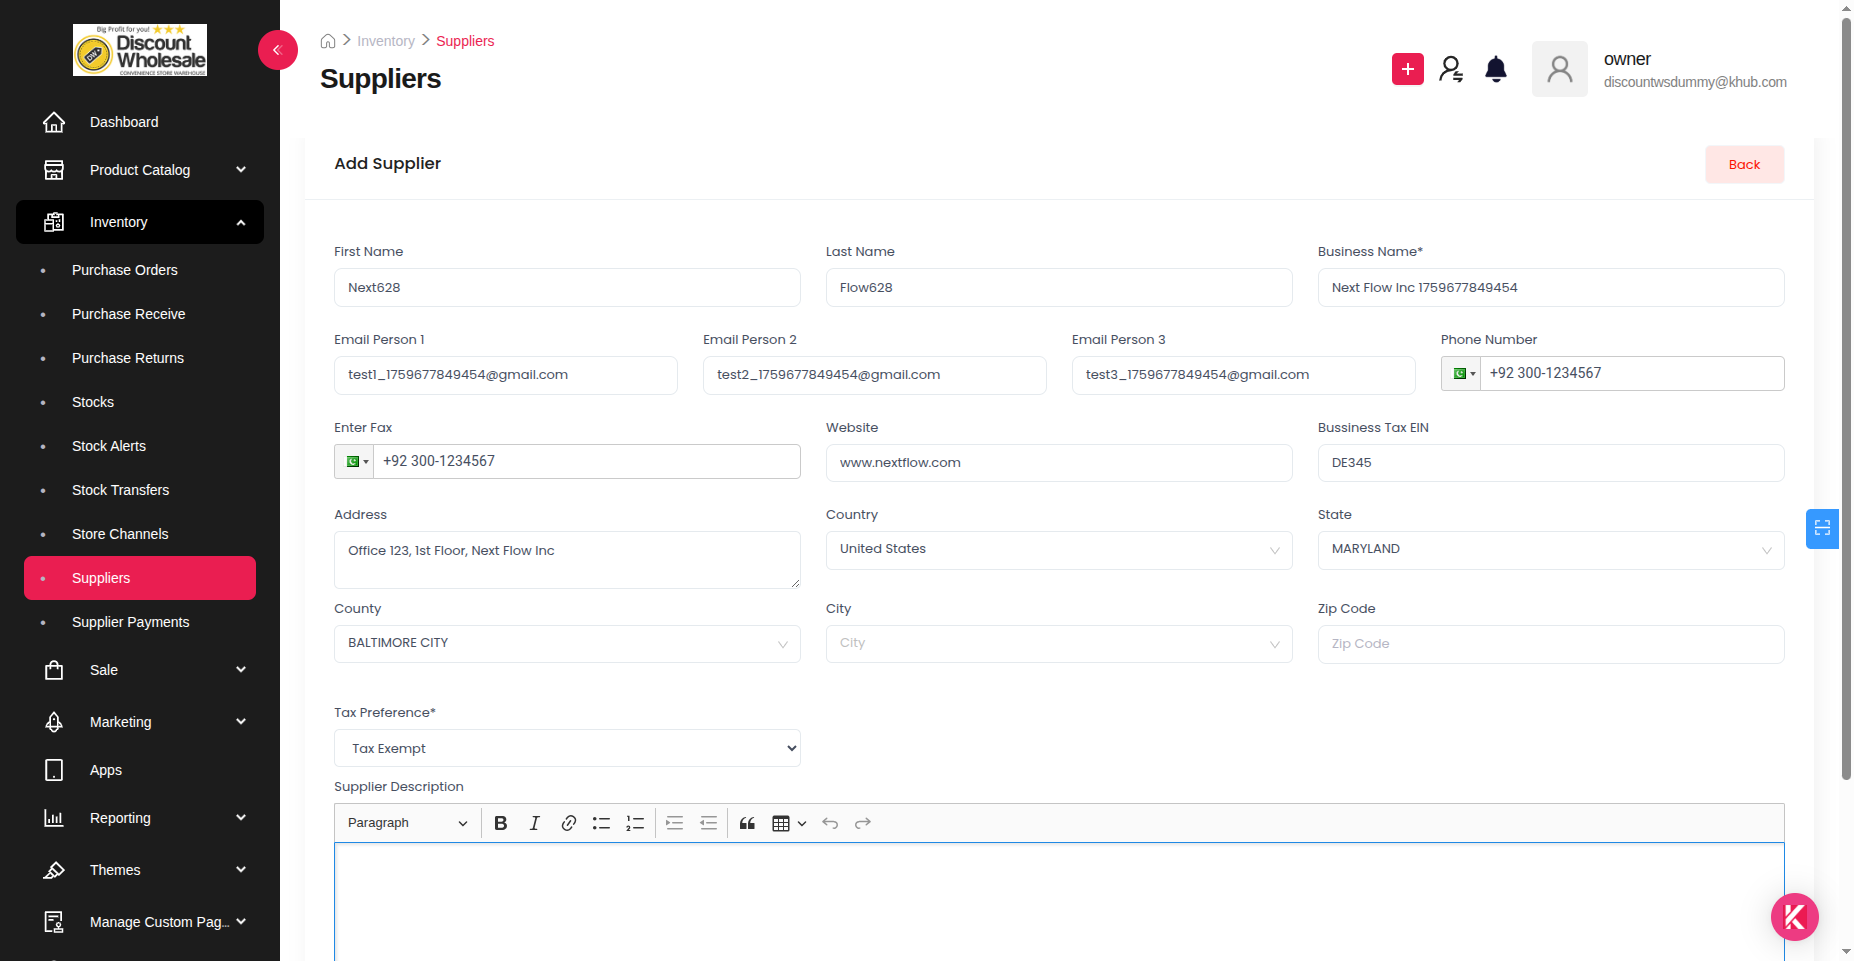 Big Profit for you!
Discount
Wholesale
CONVENIENCE STORE WAREHOUSE
DW
Dashboard
Product Catalog
Inventory
Purchase Orders
Purchase Receive
Purchase Returns
Stocks
Stock Alerts
Stock Transfers
Store Channels
Suppliers
Supplier Payments
Sale
Marketing
Apps
Reporting
Themes
Manage Custom Pag...
Inventory Suppliers
Suppliers
owner
discountwsdummy@khub.com
Add Supplier
Back
First Name Last Name Business Name*
Next628 Flow628 Next Flow Inc 1759677849454
Email Person 1 Email Person 2 Email Person 3 Phone Number
test1_1759677849454@gmail.com test2_1759677849454@gmail.com test3_1759677849454@gmail.com +92 300-1234567
Enter Fax Website Bussiness Tax EIN
+92 300-1234567 www.nextflow.com DE345
Address Country State
Office 123, 1st Floor, Next Flow Inc United States MARYLAND
County City Zip Code
BALTIMORE CITY City Zip Code
Tax Preference*
Tax Exempt
Supplier Description
Paragraph